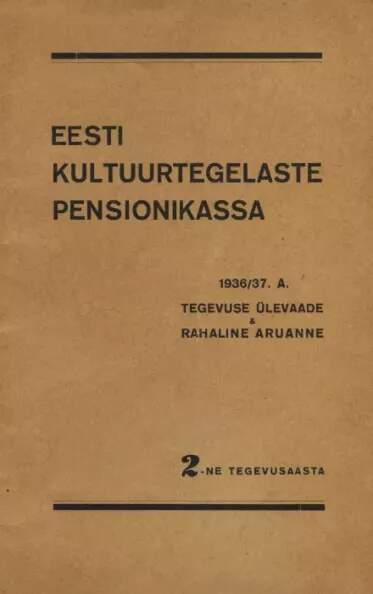 EESTI
KULTUURTEGELASTE
PENSIONIKASSA
1936/37. A.
TEGEVUSE ÜLEVAADE
&
RAHALINE ARUANNE
2-NE TEGEVUSAASTA